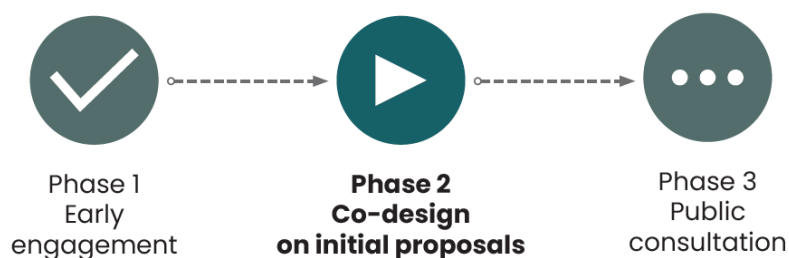 Phase 1
Early
engagement
Phase 2
Co-design
on initial proposals
Phase 3
Public
consultation